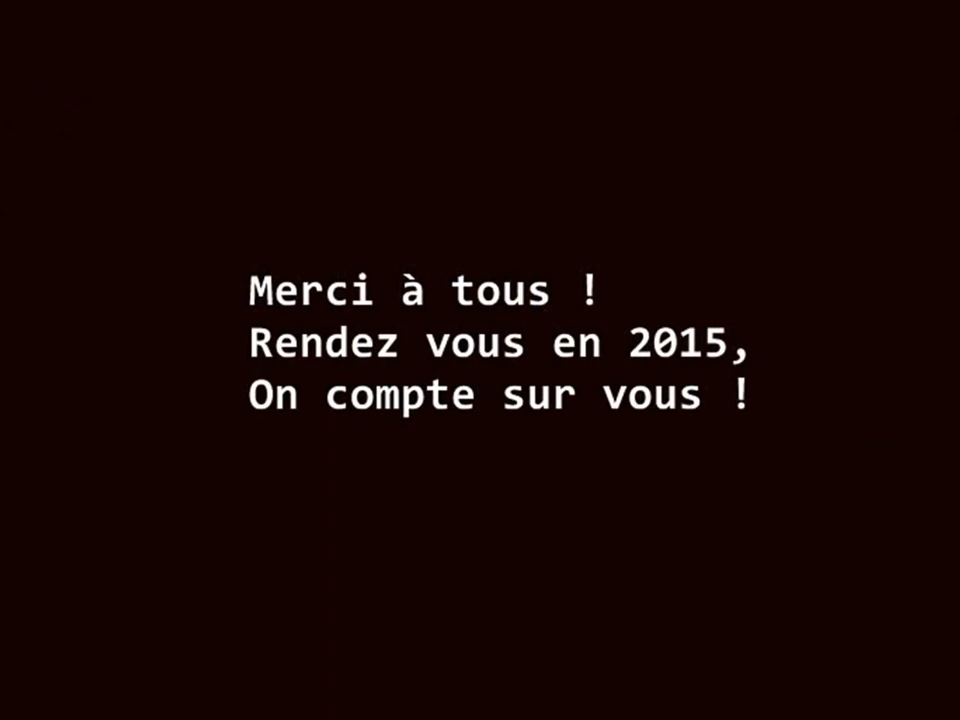 Merci à tous !
Rendez vous en 2015,
On compte sur vous !